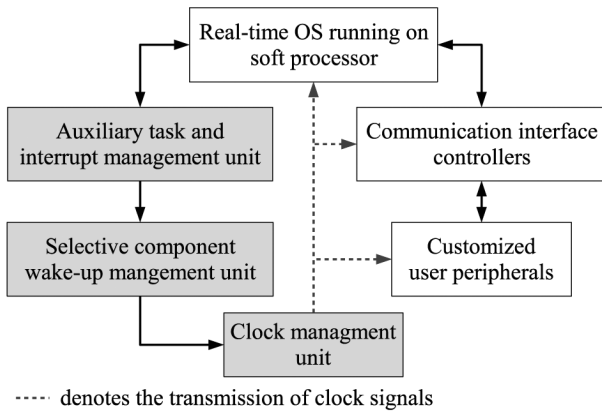 Real-time OS running on
soft processor
Auxiliary task and
interrupt management unit
Communication interface
controllers
Selective component
wake-up mangement unit
Customized
user peripherals
Clock managment
unit
denotes the transmission of clock signals